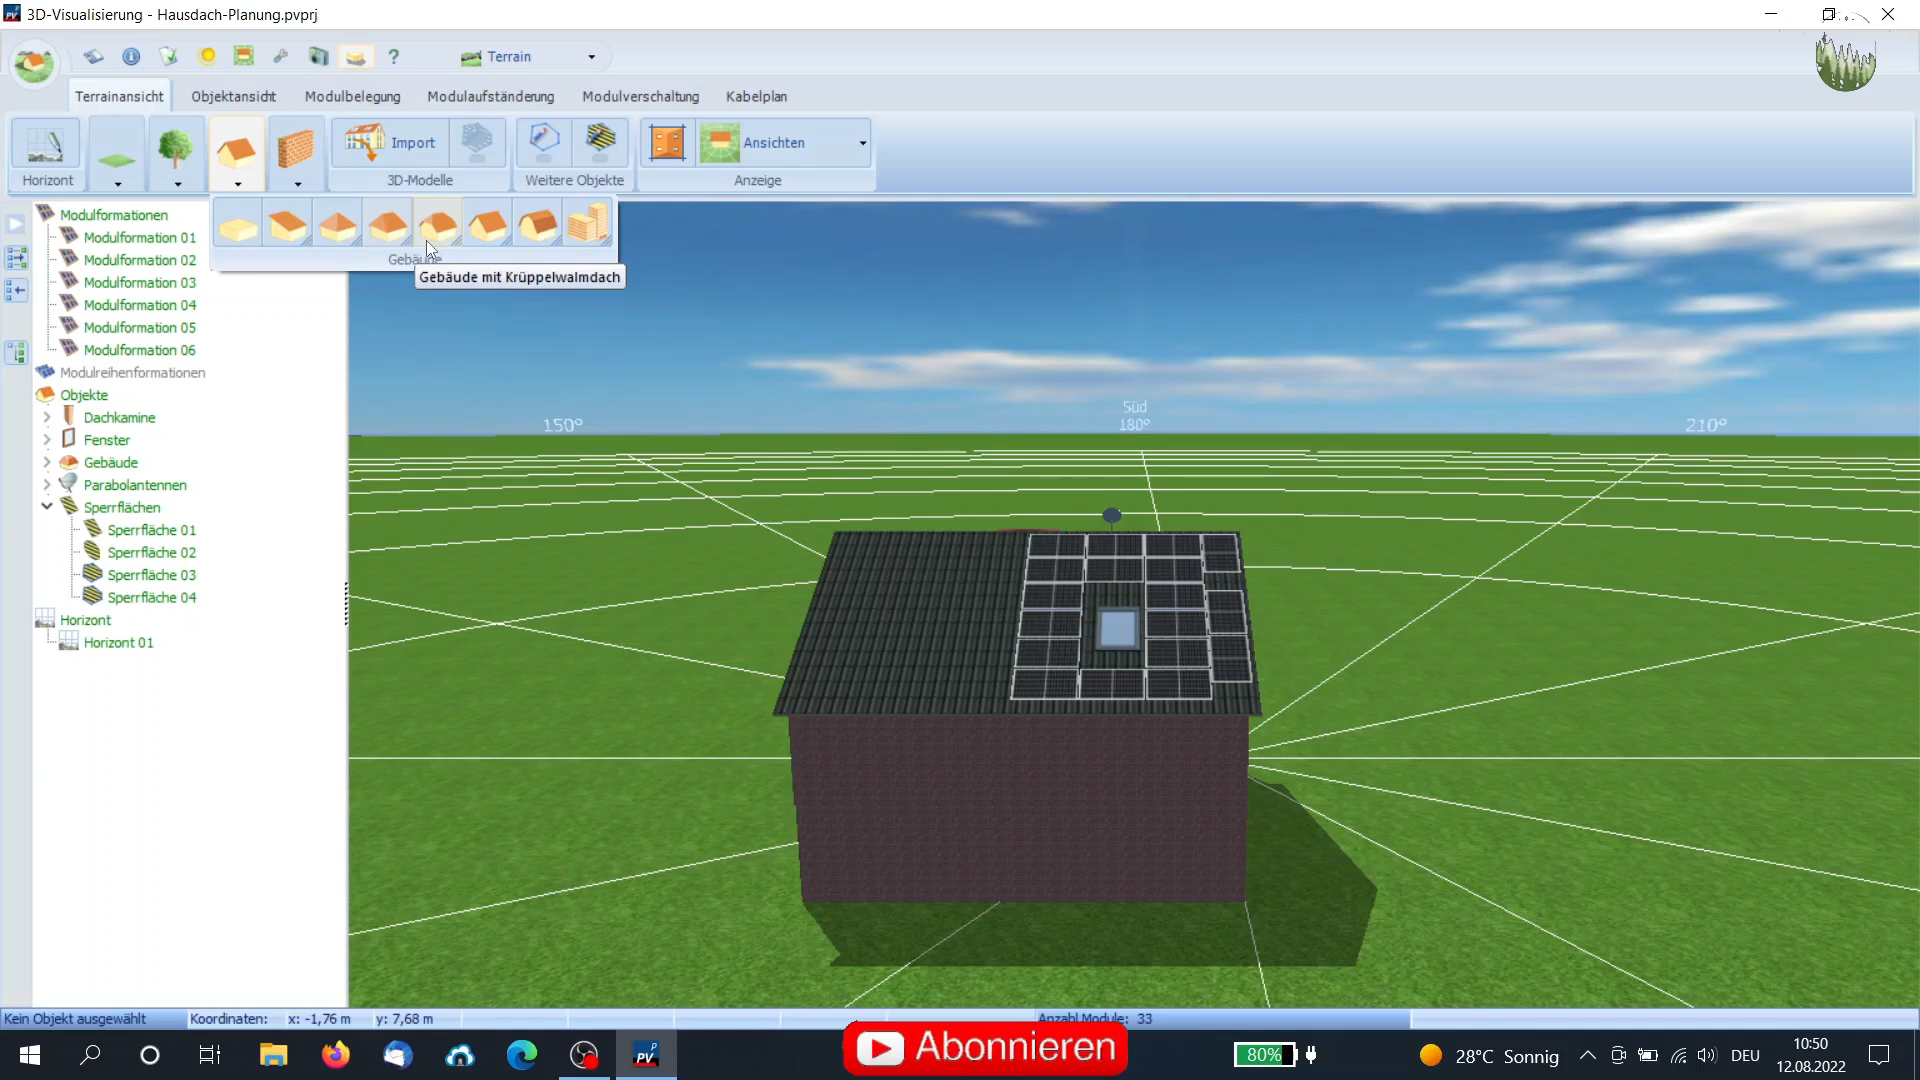 3D-Visualisierung - Hausdach-Planung.pvprj
Terrain
Terrainansicht
Objektansicht
Modulbelegung
Modulaufständerung
Modulverschaltung
Kabelplan
Import
Ansichten
Horizont
3D-Modelle
Weitere Objekte
Anzeige
Gebäude
Gebäude mit Krüppelwalmdach
Modulformationen
Modulformation 01
Modulformation 02
Modulformation 03
Modulformation 04
Modulformation 05
Modulformation 06
Modulreihenformationen
Objekte
Dachkamine
Fenster
Gebäude
Parabolantennen
Sperrflächen
Sperrfläche 01
Sperrfläche 02
Sperrfläche 03
Sperrfläche 04
Horizont
Horizont 01
150°
Süd
180°
210°
Kein Objekt ausgewählt
Koordinaten: x: -1,76 m y: 7,68 m
Anzahl Module: 33
PV
Abonnieren
80%
28°C Sonnig
DEU
10:50
12.08.2022